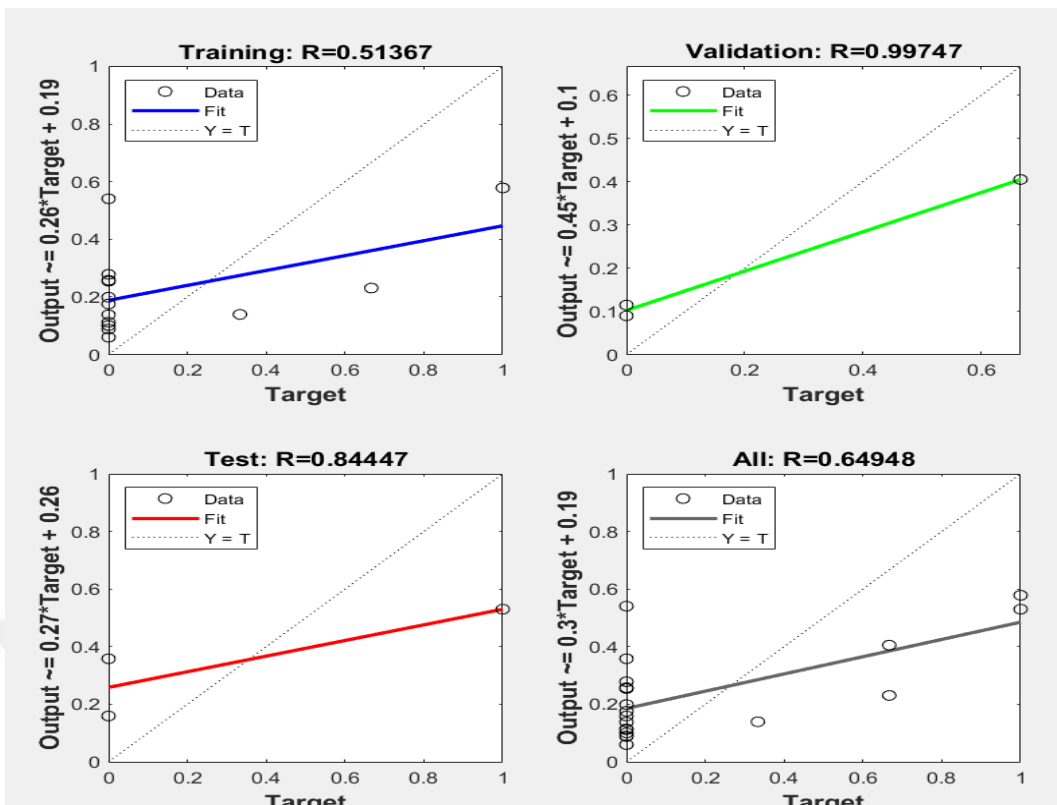 Training: R=0.51367
Output ~= 0.26*Target + 0.19
1
0.8
0.6
0.4
0.2
0
Data
Fit
Y = T
0 0.2 0.4 0.6 0.8 1
Target
Validation: R=0.99747
Output ~= 0.45*Target + 0.1
0.6
0.5
0.4
0.3
0.2
0.1
0
Data
Fit
Y = T
0 0.2 0.4 0.6
Target
Test: R=0.84447
Output ~= 0.27*Target + 0.26
1
0.8
0.6
0.4
0.2
0
Data
Fit
Y = T
0 0.2 0.4 0.6 0.8 1
Target
All: R=0.64948
Output ~= 0.3*Target + 0.19
1
0.8
0.6
0.4
0.2
0
Data
Fit
Y = T
0 0.2 0.4 0.6 0.8 1
Target